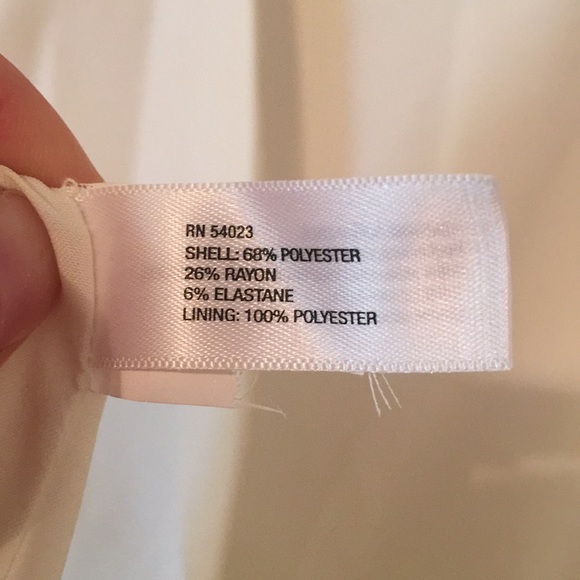 RN 54023
SHELL: 68% POLYESTER
26% RAYON
6% ELASTANE
LINING: 100% POLYESTER